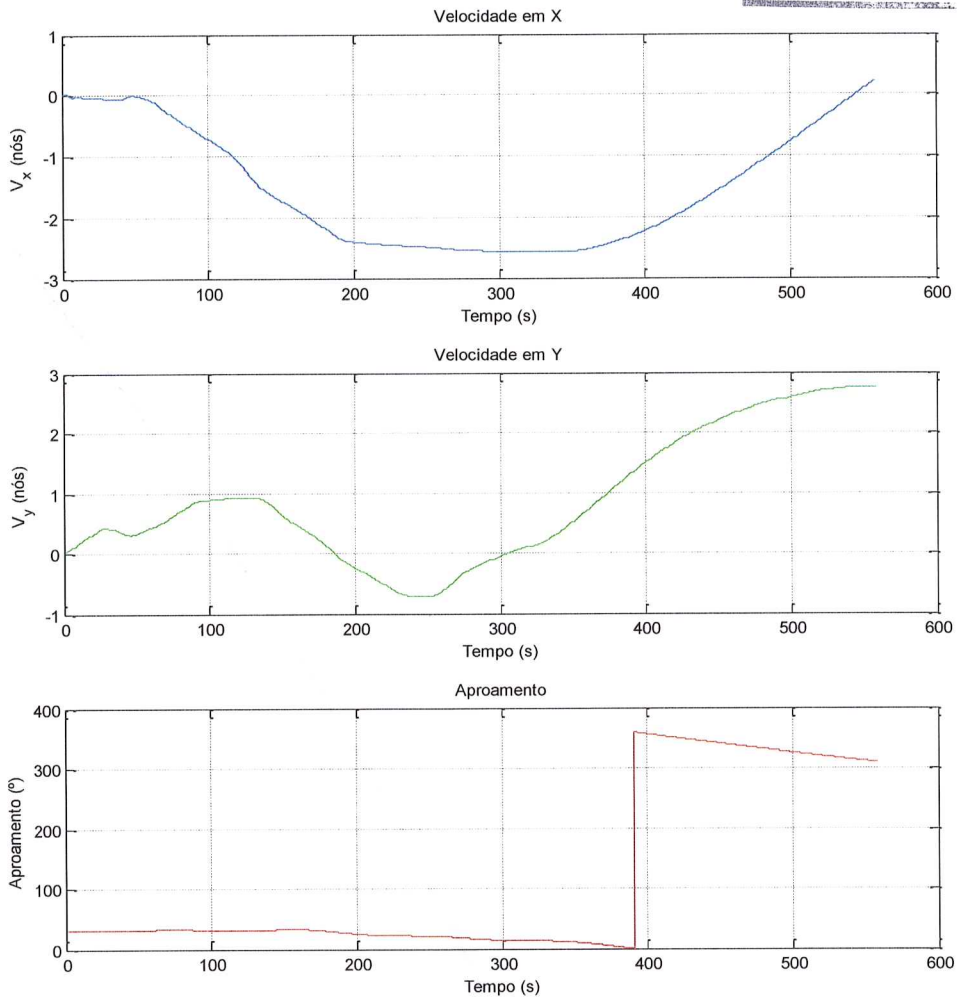 Velocidade em X
1
0
-1
-2
-3
V_x (nós)
0 100 200 300 400 500 600
Tempo (s)
Velocidade em Y
3
2
1
0
-1
V_y (nós)
0 100 200 300 400 500 600
Tempo (s)
Aproamento
400
300
200
100
0
Aproamento (º)
0 100 200 300 400 500 600
Tempo (s)